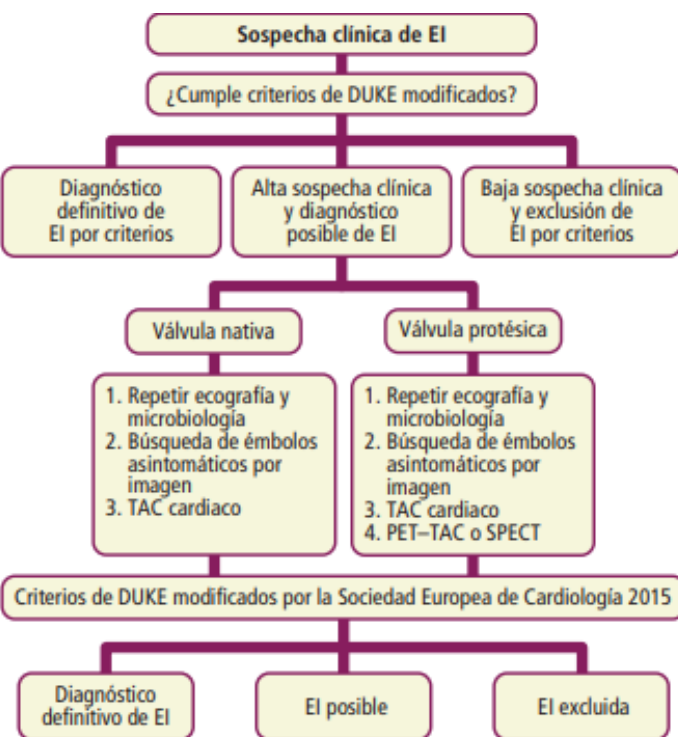 Sospecha clínica de EI
¿Cumple criterios de DUKE modificados?
Diagnóstico
definitivo de
EI por criterios
Alta sospecha clínica
y diagnóstico
posible de EI
Baja sospecha clínica
y exclusión de
EI por criterios
Válvula nativa
Válvula protésica
1. Repetir ecografía y
microbiología
2. Búsqueda de émbolos
asintomáticos por
imagen
3. TAC cardiaco
1. Repetir ecografía y
microbiología
2. Búsqueda de émbolos
asintomáticos por
imagen
3. TAC cardiaco
4. PET–TAC o SPECT
Criterios de DUKE modificados por la Sociedad Europea de Cardiología 2015
Diagnóstico
definitivo de EI
EI posible
EI excluida